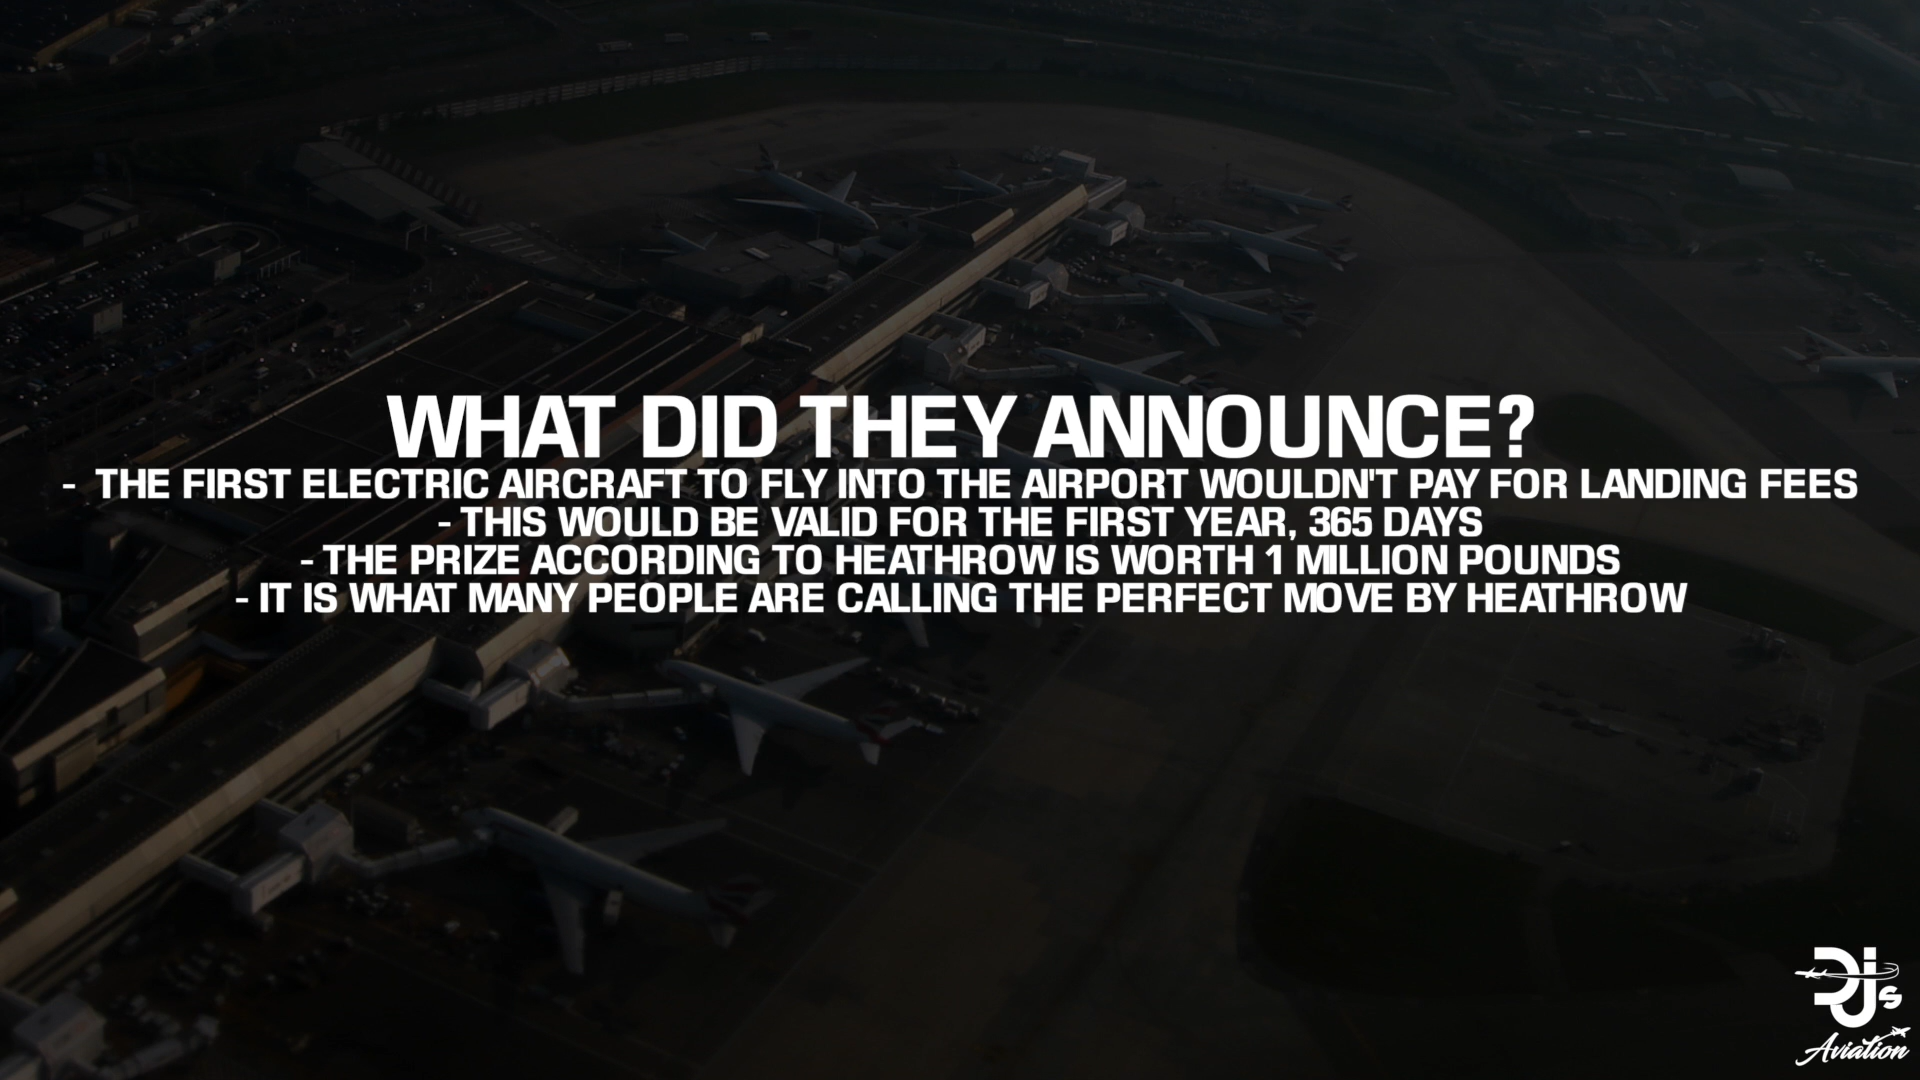 WHAT DID THEY ANNOUNCE?
- THE FIRST ELECTRIC AIRCRAFT TO FLY INTO THE AIRPORT WOULDN'T PAY FOR LANDING FEES
- THIS WOULD BE VALID FOR THE FIRST YEAR, 365 DAYS
- THE PRIZE ACCORDING TO HEATHROW IS WORTH 1 MILLION POUNDS
- IT IS WHAT MANY PEOPLE ARE CALLING THE PERFECT MOVE BY HEATHROW
DJs
Aviation